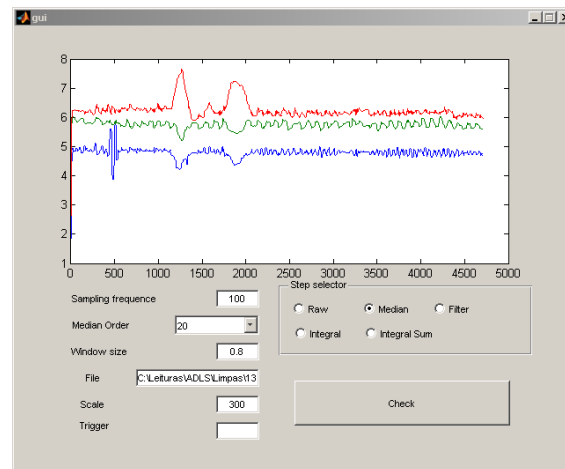 gui
8
7
6
5
4
3
2
1
0 500 1000 1500 2000 2500 3000 3500 4000 4500 5000
Sampling frequence 100
Median Order 20
Window size 0.8
File C:\Leituras\ADLS\Limpas\13
Scale 300
Trigger
Step selector
Raw Median Filter
Integral Integral Sum
Check